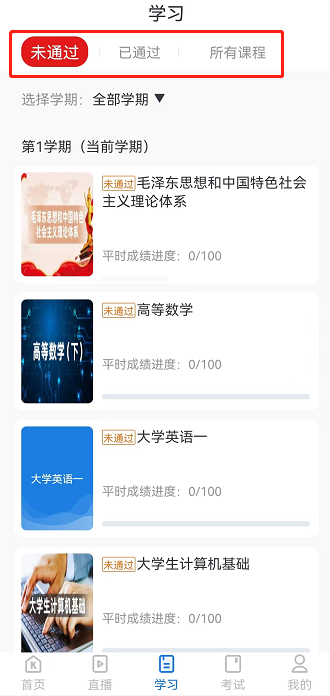 学习
未通过 已通过 所有课程
选择学期：全部学期 ▼
第1学期（当前学期）
毛泽东思想和中国特色
社会主义理论体系
未通过 毛泽东思想和中国特色社会
主义理论体系
平时成绩进度：0/100
高等数学（下）
未通过 高等数学
平时成绩进度：0/100
大学英语一
未通过 大学英语一
平时成绩进度：0/100
大学生计算机基础
未通过 大学生计算机基础
平时成绩进度：0/100
首页 直播 学习 考试 我的